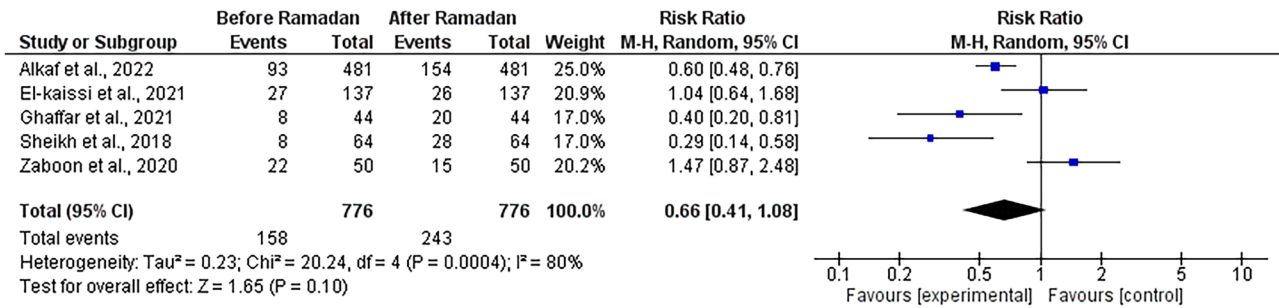 Before Ramadan After Ramadan Risk Ratio Risk Ratio
Study or Subgroup Events Total Events Total Weight M-H, Random, 95% CI M-H, Random, 95% CI
Alkaf et al., 2022 93 481 154 481 25.0% 0.60 [0.48, 0.76]
El-kaissi et al., 2021 27 137 26 137 20.9% 1.04 [0.64, 1.68]
Ghaffar et al., 2021 8 44 20 44 17.0% 0.40 [0.20, 0.81]
Sheikh et al., 2018 8 64 28 64 17.0% 0.29 [0.14, 0.58]
Zaboon et al., 2020 22 50 15 50 20.2% 1.47 [0.87, 2.48]
Total (95% CI) 776 776 100.0% 0.66 [0.41, 1.08]
Total events 158 243
Heterogeneity: Tau² = 0.23; Chi² = 20.24, df = 4 (P = 0.0004); I² = 80%
Test for overall effect: Z = 1.65 (P = 0.10)
0.1 0.2 0.5 1 2 5 10
Favours [experimental] Favours [control]